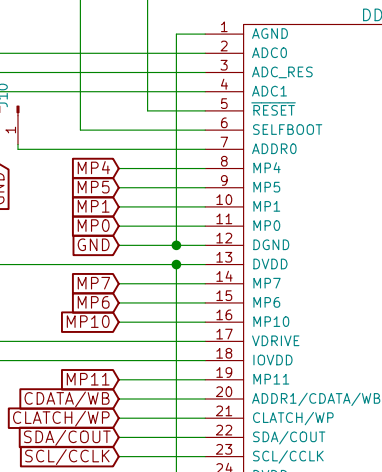 DD
1 AGND
2 ADC0
3 ADC_RES
4 ADC1
J10
5 RESET
6 SELFBOOT
1
7 ADDR0
MP4 8 MP4
GND
MP5 9 MP5
MP1 10 MP1
MP0 11 MP0
GND 12 DGND
13 DVDD
MP7 14 MP7
MP6 15 MP6
MP10 16 MP10
17 VDRIVE
18 IOVDD
MP11 19 MP11
CDATA/WB 20 ADDR1/CDATA/WB
CLATCH/WP 21 CLATCH/WP
SDA/COUT 22 SDA/COUT
SCL/CCLK 23 SCL/CCLK
24